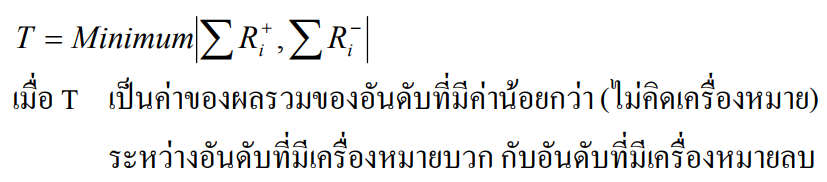 T = Minimum|∑ Rᵢ⁺, ∑ Rᵢ⁻|
เมื่อ T เป็นค่าของผลรวมของอันดับที่มีค่าน้อยกว่า (ไม่คิดเครื่องหมาย)
ระหว่างอันดับที่มีเครื่องหมายบวก กับอันดับที่มีเครื่องหมายลบ